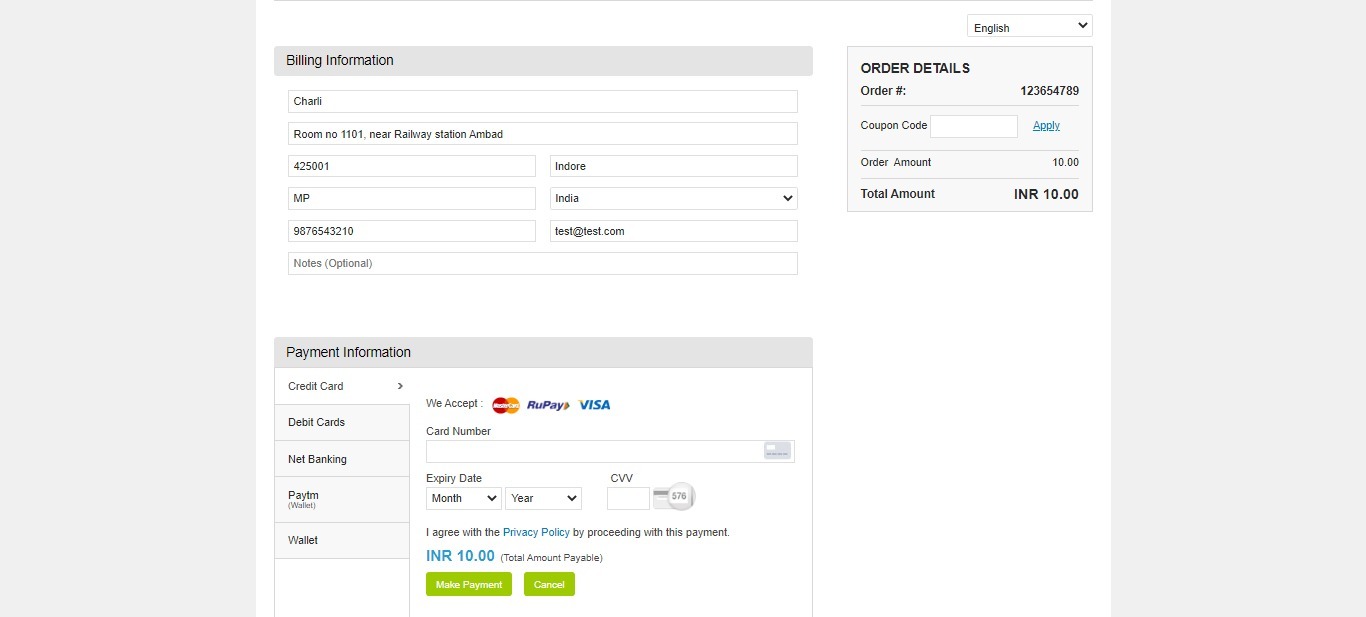 English
Billing Information
Charli
Room no 1101, near Railway station Ambad
425001 Indore
MP India
9876543210 test@test.com
Notes (Optional)
ORDER DETAILS
Order #: 123654789
Coupon Code Apply
Order Amount 10.00
Total Amount INR 10.00
Payment Information
Credit Card
Debit Cards
Net Banking
Paytm
(Wallet)
Wallet
We Accept : MasterCard RuPay VISA
Card Number
Expiry Date CVV
Month Year 576
I agree with the Privacy Policy by proceeding with this payment.
INR 10.00 (Total Amount Payable)
Make Payment Cancel